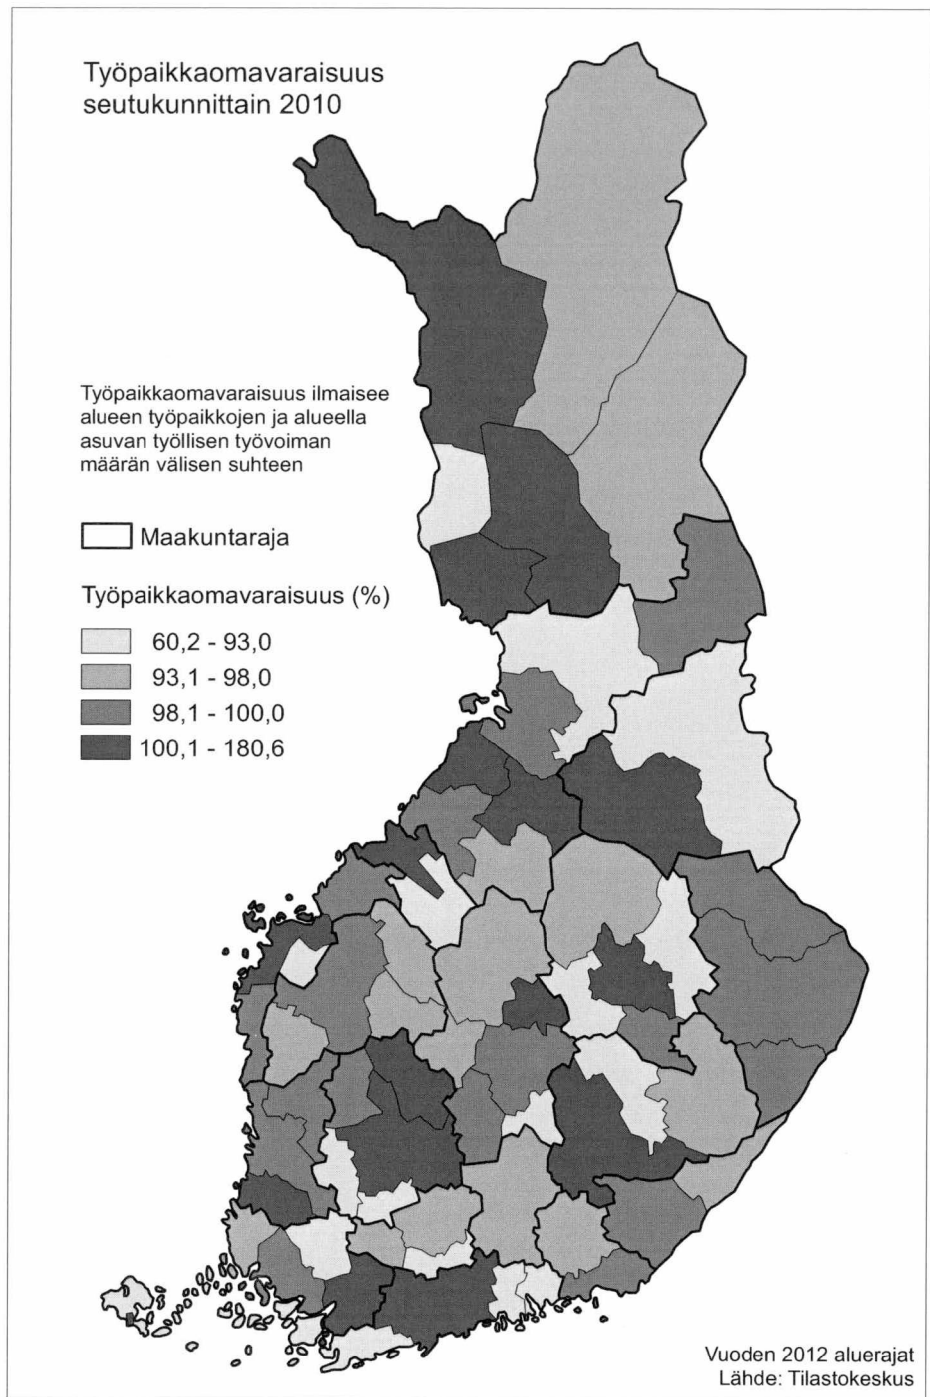 Työpaikkaomavaraisuus
seutukunnittain 2010
Työpaikkaomavaraisuus ilmaisee
alueen työpaikkojen ja alueella
asuvan työllisen työvoiman
määrän välisen suhteen
Maakuntaraja
Työpaikkaomavaraisuus (%)
60,2 - 93,0
93,1 - 98,0
98,1 - 100,0
100,1 - 180,6
Vuoden 2012 aluerajat
Lähde: Tilastokeskus